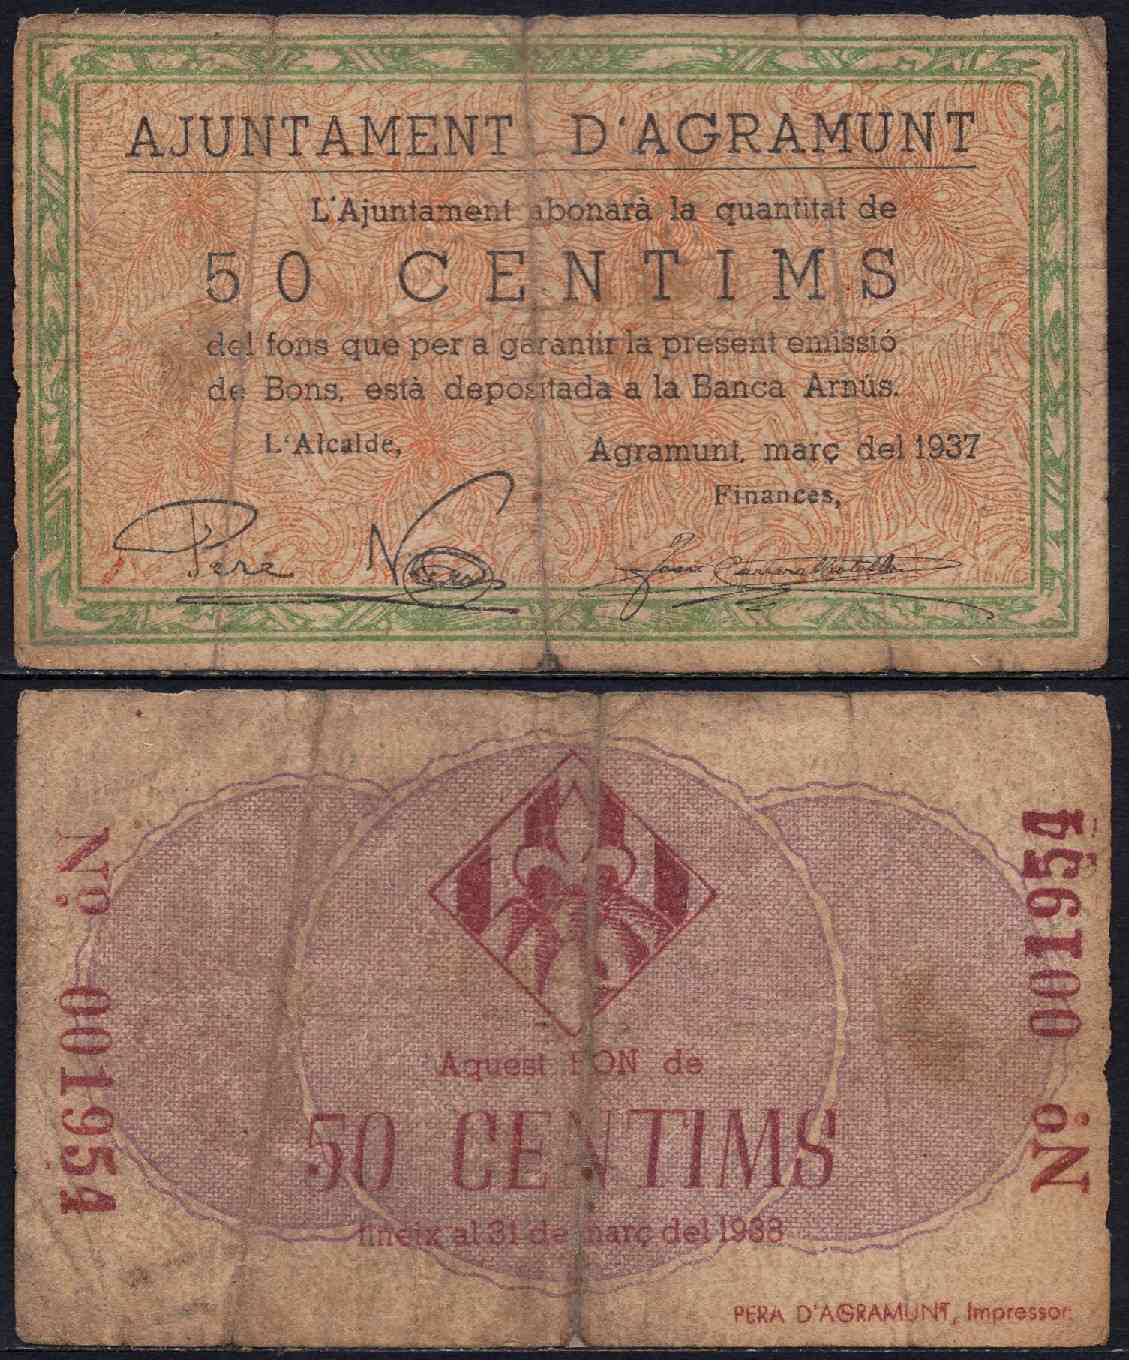 AJUNTAMENT D'AGRAMUNT
L'Ajuntament abonarà la quantitat de
50 CENTIMS
del fons que per a garantir la present emissió
de Bons, està depositada a la Banca Arnús.
L'Alcalde,
Agramunt, març del 1937
Finances,
Pere
Nº 001954
Nº 001954
Aquest BON de
50 CENTIMS
fineix al 31 de març del 1938
PERA D'AGRAMUNT, Impressor.